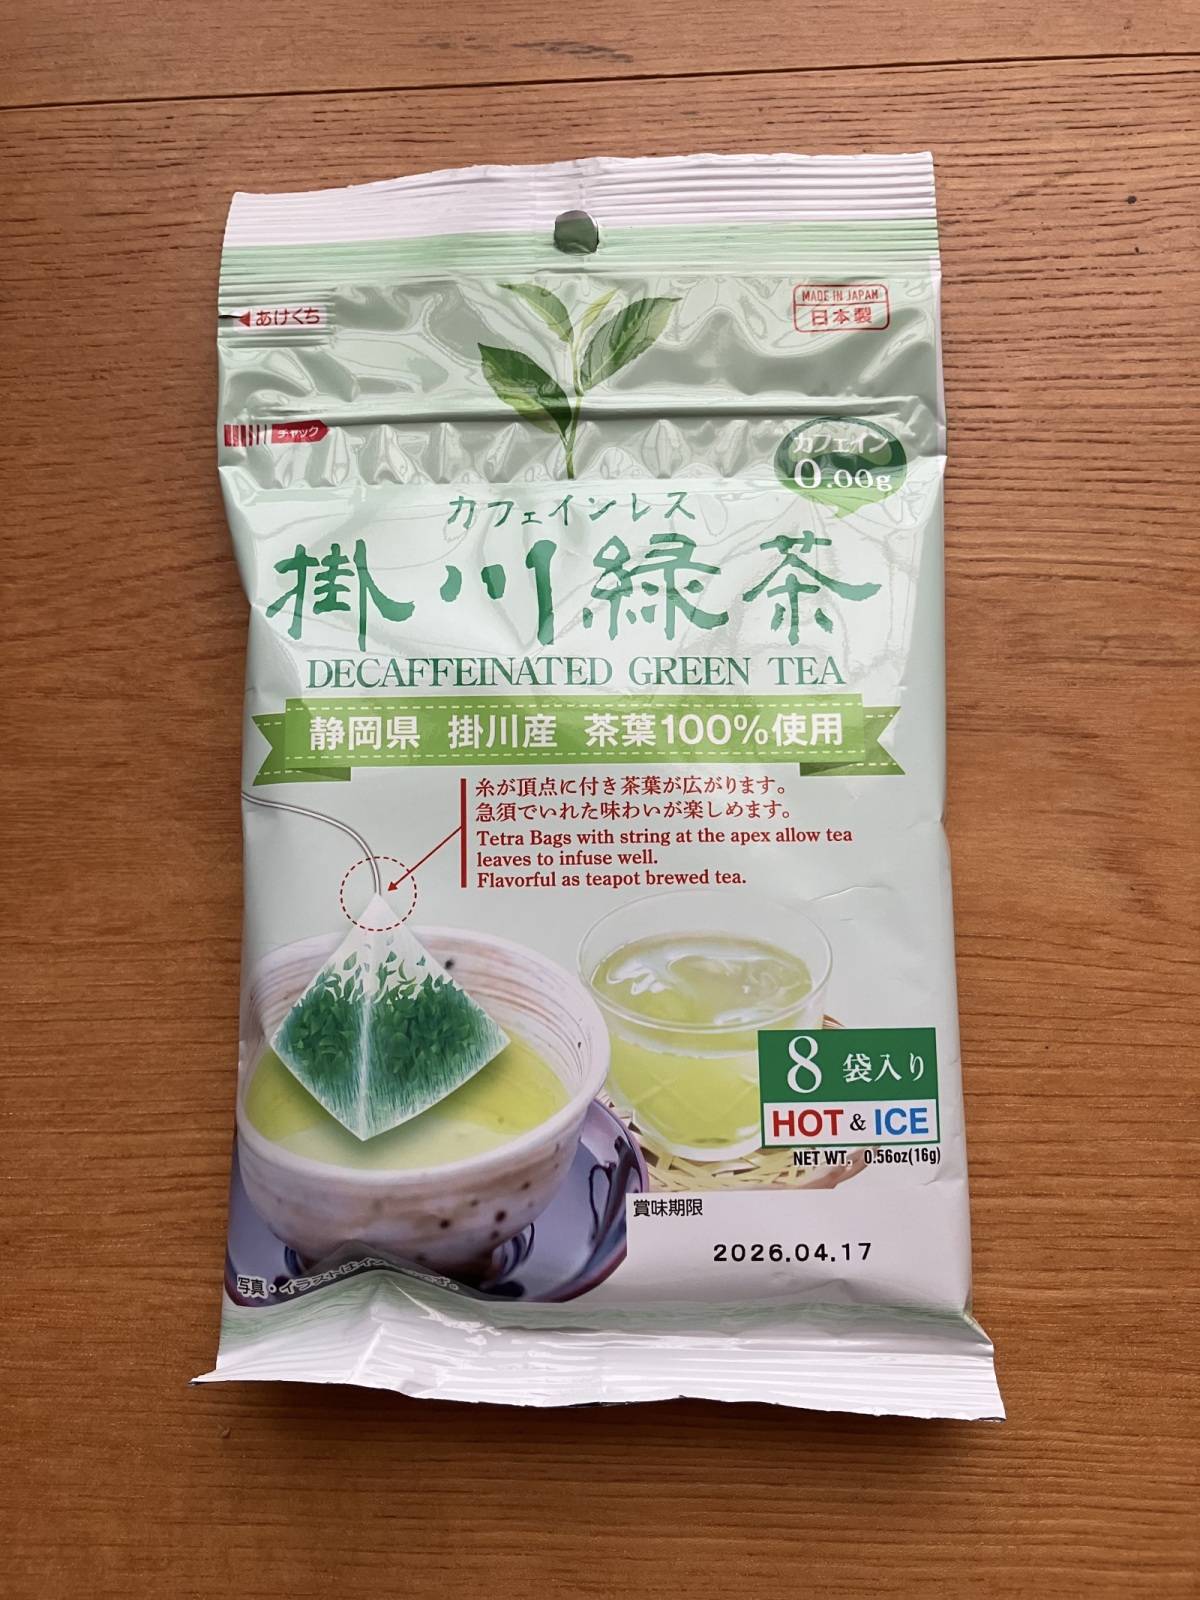 MADE IN JAPAN
日本製
◀あけくち
チャック
カフェイン
0.00g
カフェインレス
掛川緑茶
DECAFFEINATED GREEN TEA
静岡県 掛川産 茶葉100%使用
糸が頂点に付き茶葉が広がります。
急須でいれた味わいが楽しめます。
Tetra Bags with string at the apex allow tea
leaves to infuse well.
Flavorful as teapot brewed tea.
8 袋入り
HOT & ICE
NET WT. 0.56oz(16g)
賞味期限
2026.04.17
写真・イラストはイ